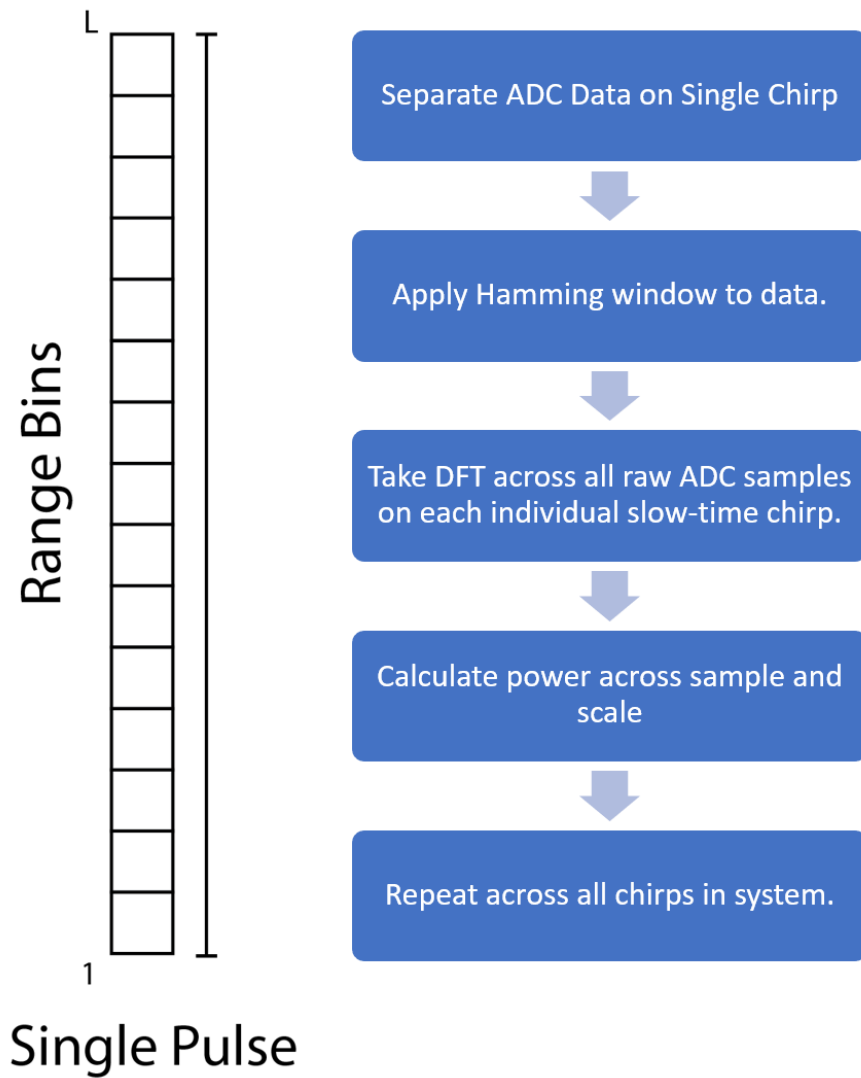 L
Range Bins
1
Single Pulse
Separate ADC Data on Single Chirp
Apply Hamming window to data.
Take DFT across all raw ADC samples
on each individual slow-time chirp.
Calculate power across sample and
scale
Repeat across all chirps in system.